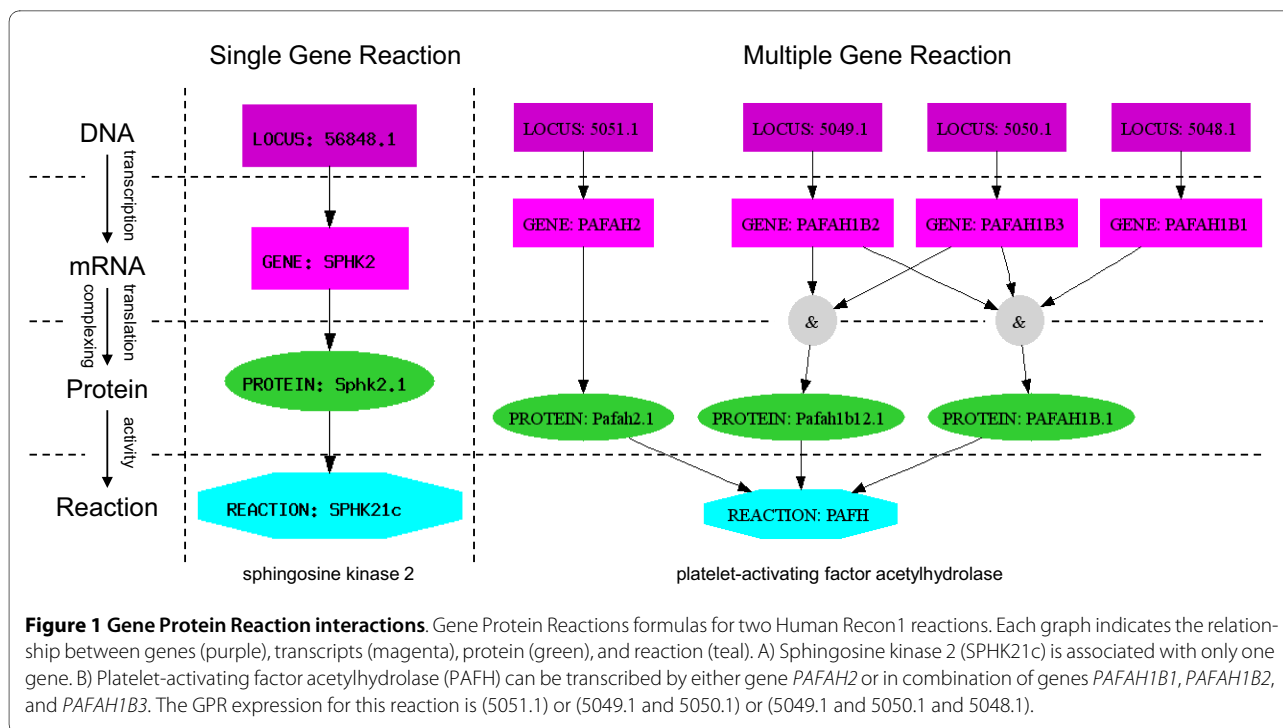 Single Gene Reaction
Multiple Gene Reaction
DNA
transcription
mRNA
translation
complexing
Protein
activity
Reaction
LOCUS: 56848.1
GENE: SPHK2
PROTEIN: Sphk2.1
REACTION: SPHK21c
sphingosine kinase 2
LOCUS: 5051.1
LOCUS: 5049.1
LOCUS: 5050.1
LOCUS: 5048.1
GENE: PAFAH2
GENE: PAFAH1B2
GENE: PAFAH1B3
GENE: PAFAH1B1
&
&
PROTEIN: Pafah2.1
PROTEIN: Pafah1b12.1
PROTEIN: PAFAH1B.1
REACTION: PAFH
platelet-activating factor acetylhydrolase
Figure 1 Gene Protein Reaction interactions. Gene Protein Reactions formulas for two Human Recon1 reactions. Each graph indicates the relation-
ship between genes (purple), transcripts (magenta), protein (green), and reaction (teal). A) Sphingosine kinase 2 (SPHK21c) is associated with only one
gene. B) Platelet-activating factor acetylhydrolase (PAFH) can be transcribed by either gene PAFAH2 or in combination of genes PAFAH1B1, PAFAH1B2,
and PAFAH1B3. The GPR expression for this reaction is (5051.1) or (5049.1 and 5050.1) or (5049.1 and 5050.1 and 5048.1).